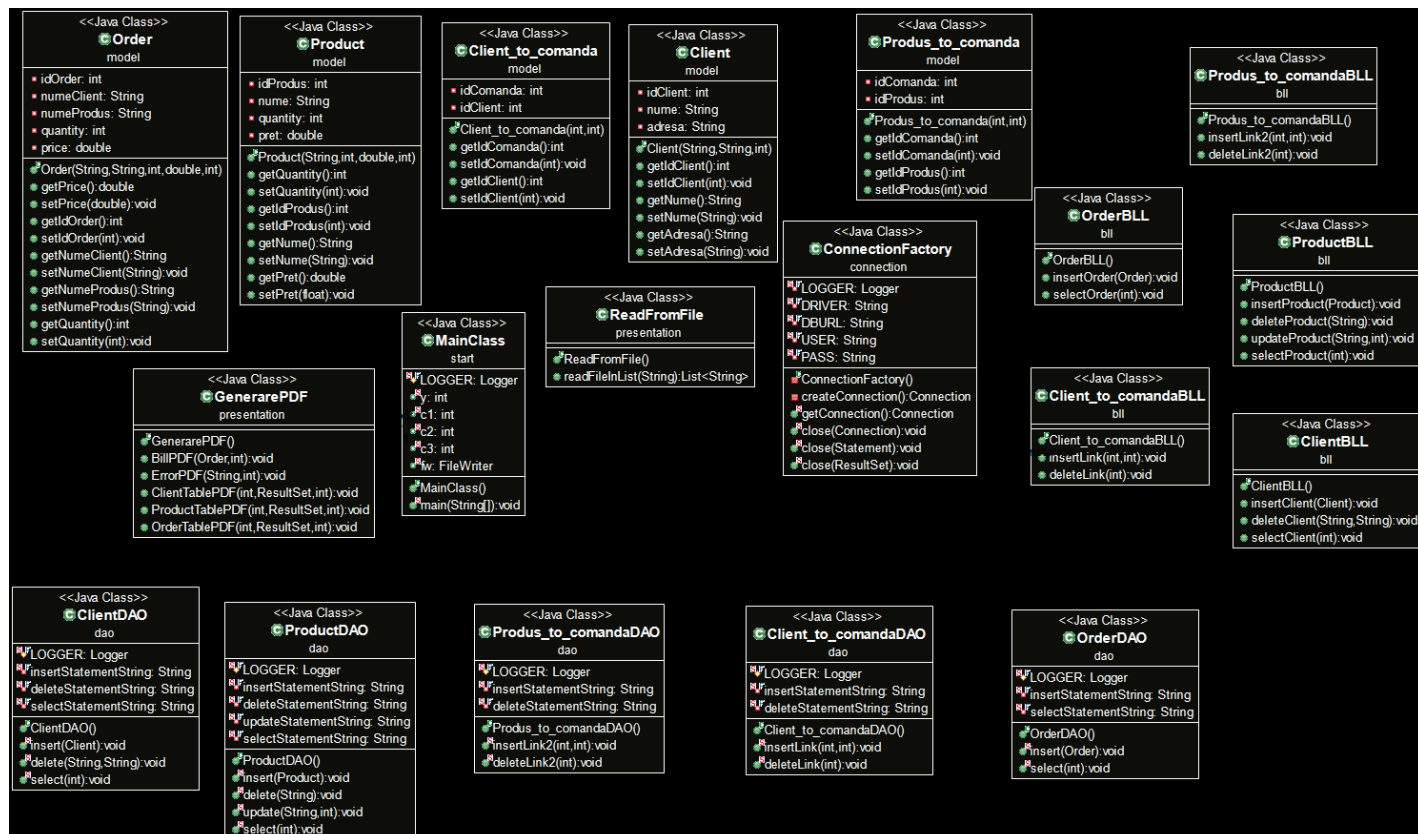 <<Java Class>>
Order
model
idOrder: int
numeClient: String
numeProdus: String
quantity: int
price: double
Order(String,String,int,double,int)
getPrice():double
setPrice(double):void
getIdOrder():int
setIdOrder(int):void
getNumeClient():String
setNumeClient(String):void
getNumeProdus():String
setNumeProdus(String):void
getQuantity():int
setQuantity(int):void
<<Java Class>>
Product
model
idProdus: int
nume: String
quantity: int
pret: double
Product(String,int,double,int)
getQuantity():int
setQuantity(int):void
getIdProdus():int
setIdProdus(int):void
getNume():String
setNume(String):void
getPret():double
setPret(float):void
<<Java Class>>
Client_to_comanda
model
idComanda: int
idClient: int
Client_to_comanda(int,int)
getIdComanda():int
setIdComanda(int):void
getIdClient():int
setIdClient(int):void
<<Java Class>>
Client
model
idClient: int
nume: String
adresa: String
Client(String,String,int)
getIdClient():int
setIdClient(int):void
getNume():String
setNume(String):void
getAdresa():String
setAdresa(String):void
<<Java Class>>
Produs_to_comanda
model
idComanda: int
idProdus: int
Produs_to_comanda(int,int)
getIdComanda():int
setIdComanda(int):void
getIdProdus():int
setIdProdus(int):void
<<Java Class>>
Produs_to_comandaBLL
bll
Produs_to_comandaBLL()
insertLink2(int,int):void
deleteLink2(int):void
<<Java Class>>
OrderBLL
bll
OrderBLL()
insertOrder(Order):void
selectOrder(int):void
<<Java Class>>
ProductBLL
bll
ProductBLL()
insertProduct(Product):void
deleteProduct(String):void
updateProduct(String,int):void
selectProduct(int):void
<<Java Class>>
ConnectionFactory
connection
LOGGER: Logger
DRIVER: String
DBURL: String
USER: String
PASS: String
ConnectionFactory()
createConnection():Connection
getConnection():Connection
close(Connection):void
close(Statement):void
close(ResultSet):void
<<Java Class>>
ReadFromFile
presentation
ReadFromFile()
readFileInList(String):List<String>
<<Java Class>>
MainClass
start
LOGGER: Logger
y: int
c1: int
c2: int
c3: int
fw: FileWriter
MainClass()
main(String[]):void
<<Java Class>>
GenerarePDF
presentation
GenerarePDF()
BillPDF(Order,int):void
ErrorPDF(String,int):void
ClientTablePDF(int,ResultSet,int):void
ProductTablePDF(int,ResultSet,int):void
OrderTablePDF(int,ResultSet,int):void
<<Java Class>>
Client_to_comandaBLL
bll
Client_to_comandaBLL()
insertLink(int,int):void
deleteLink(int):void
<<Java Class>>
ClientBLL
bll
ClientBLL()
insertClient(Client):void
deleteClient(String,String):void
selectClient(int):void
<<Java Class>>
ClientDAO
dao
LOGGER: Logger
insertStatementString: String
deleteStatementString: String
selectStatementString: String
ClientDAO()
insert(Client):void
delete(String,String):void
select(int):void
<<Java Class>>
ProductDAO
dao
LOGGER: Logger
insertStatementString: String
deleteStatementString: String
updateStatementString: String
selectStatementString: String
ProductDAO()
insert(Product):void
delete(String):void
update(String,int):void
select(int):void
<<Java Class>>
Produs_to_comandaDAO
dao
LOGGER: Logger
insertStatementString: String
deleteStatementString: String
Produs_to_comandaDAO()
insertLink2(int,int):void
deleteLink2(int):void
<<Java Class>>
Client_to_comandaDAO
dao
LOGGER: Logger
insertStatementString: String
deleteStatementString: String
Client_to_comandaDAO()
insertLink(int,int):void
deleteLink(int):void
<<Java Class>>
OrderDAO
dao
LOGGER: Logger
insertStatementString: String
selectStatementString: String
OrderDAO()
insert(Order):void
select(int):void